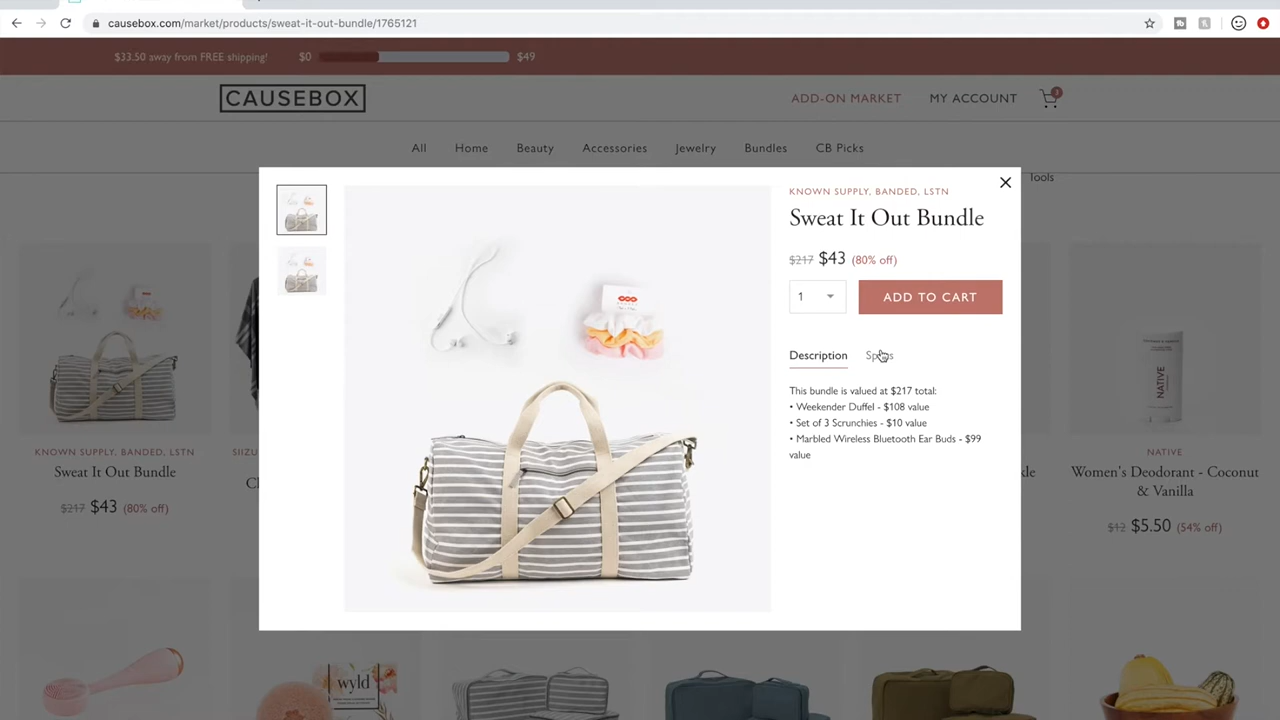 causebox.com/market/products/sweat-it-out-bundle/1765121
$33.50 away from FREE shipping! $0 $49
CAUSEBOX
ADD-ON MARKET MY ACCOUNT 3
All Home Beauty Accessories Jewelry Bundles CB Picks
Tools
KNOWN SUPPLY, BANDED, LSTN
Sweat It Out Bundle
$217 $43 (80% off)
1 ADD TO CART
Description
This bundle is valued at $217 total:
• Weekender Duffel - $108 value
• Set of 3 Scrunchies - $10 value
• Marbled Wireless Bluetooth Ear Buds - $99
value
KNOWN SUPPLY, BANDED, LSTN
Sweat It Out Bundle
$217 $43 (80% off)
NATIVE
NATIVE
Women's Deodorant - Coconut
& Vanilla
$12 $5.50 (54% off)
wyld